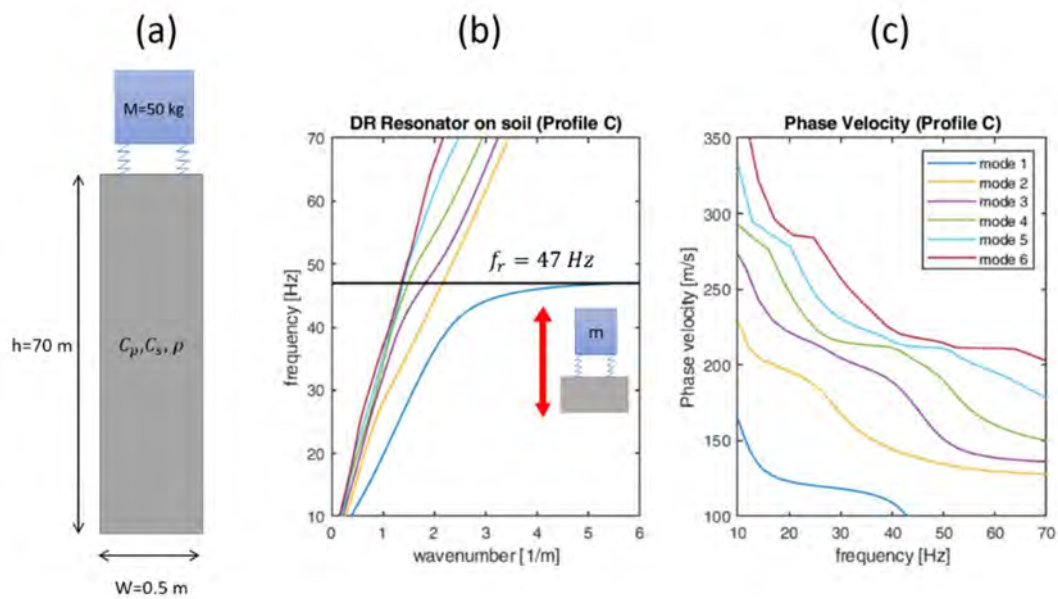 (a)
M=50 kg
h=70 m
C_p,C_s, ρ
W=0.5 m
(b)
DR Resonator on soil (Profile C)
70
60
50
40
30
20
10
frequency [Hz]
f_r = 47 Hz
m
0 1 2 3 4 5 6
wavenumber [1/m]
(c)
Phase Velocity (Profile C)
350
300
250
200
150
100
Phase velocity [m/s]
mode 1
mode 2
mode 3
mode 4
mode 5
mode 6
10 20 30 40 50 60 70
frequency [Hz]